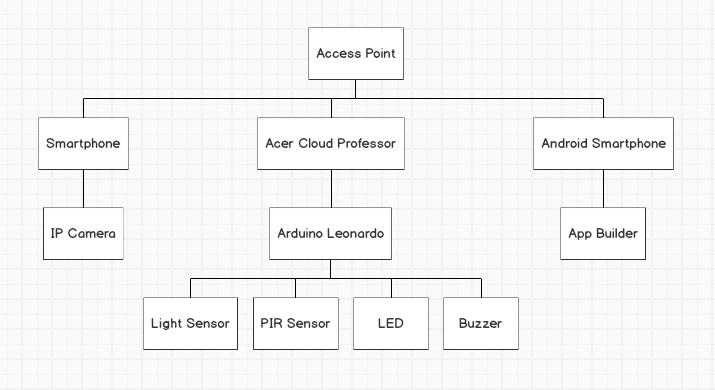 Access Point
Smartphone
Acer Cloud Professor
Android Smartphone
IP Camera
Arduino Leonardo
App Builder
Light Sensor
PIR Sensor
LED
Buzzer